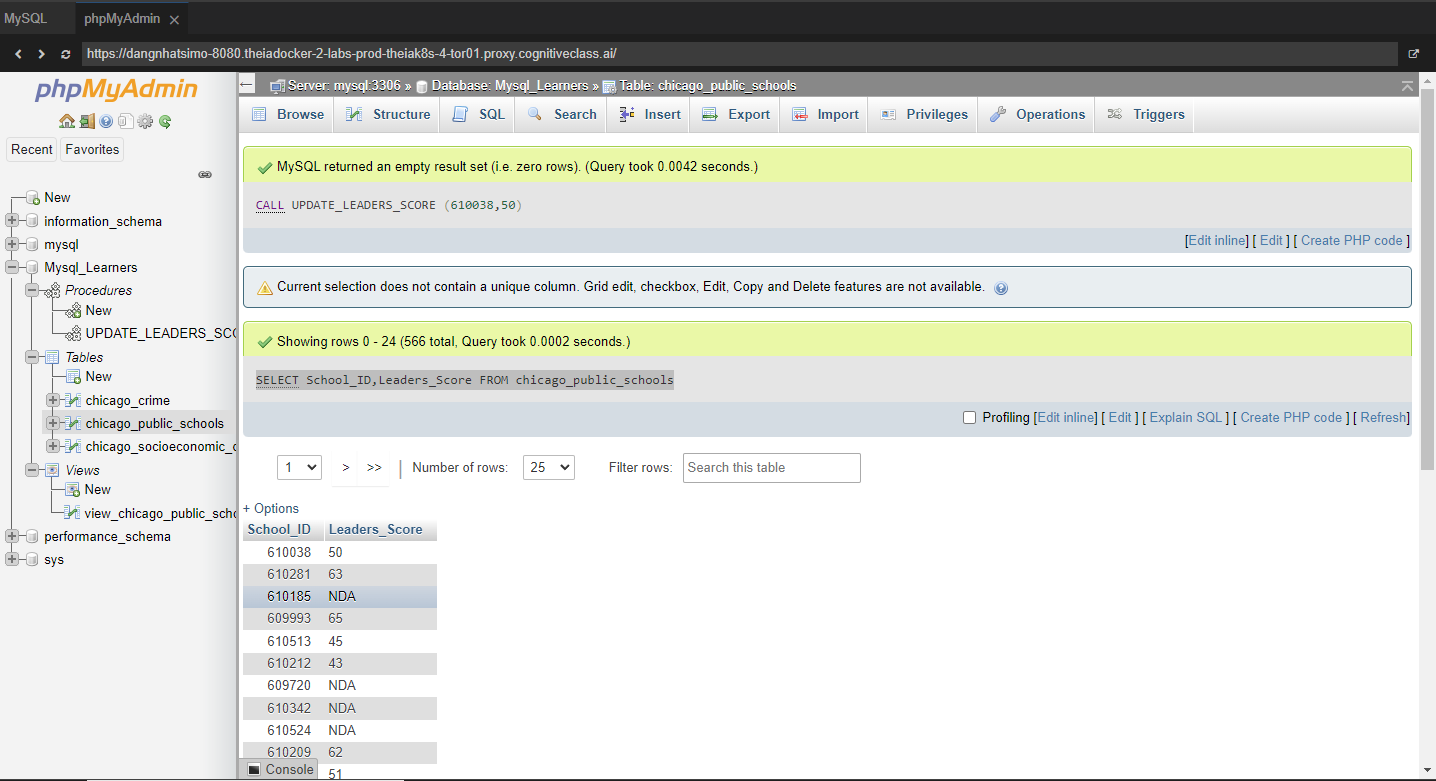 MySQL
phpMyAdmin
https://dangnhatsimo-8080.theiadocker-2-labs-prod-theiak8s-4-tor01.proxy.cognitiveclass.ai/
phpMyAdmin
Recent Favorites
New
information_schema
mysql
Mysql_Learners
Procedures
New
UPDATE_LEADERS_SCO
Tables
New
chicago_crime
chicago_public_schools
chicago_socioeconomic_
Views
New
view_chicago_public_scho
performance_schema
sys
Server: mysql:3306 » Database: Mysql_Learners » Table: chicago_public_schools
Browse Structure SQL Search Insert Export Import Privileges Operations Triggers
MySQL returned an empty result set (i.e. zero rows). (Query took 0.0042 seconds.)
CALL UPDATE_LEADERS_SCORE (610038,50)
[Edit inline] [ Edit ] [ Create PHP code ]
Current selection does not contain a unique column. Grid edit, checkbox, Edit, Copy and Delete features are not available.
Showing rows 0 - 24 (566 total, Query took 0.0002 seconds.)
SELECT School_ID,Leaders_Score FROM chicago_public_schools
Profiling [Edit inline] [ Edit ] [ Explain SQL ] [ Create PHP code ] [ Refresh]
1 > >> | Number of rows: 25 Filter rows: Search this table
+ Options
School_ID Leaders_Score
610038 50
610281 63
610185 NDA
609993 65
610513 45
610212 43
609720 NDA
610342 NDA
610524 NDA
610209 62
51
Console